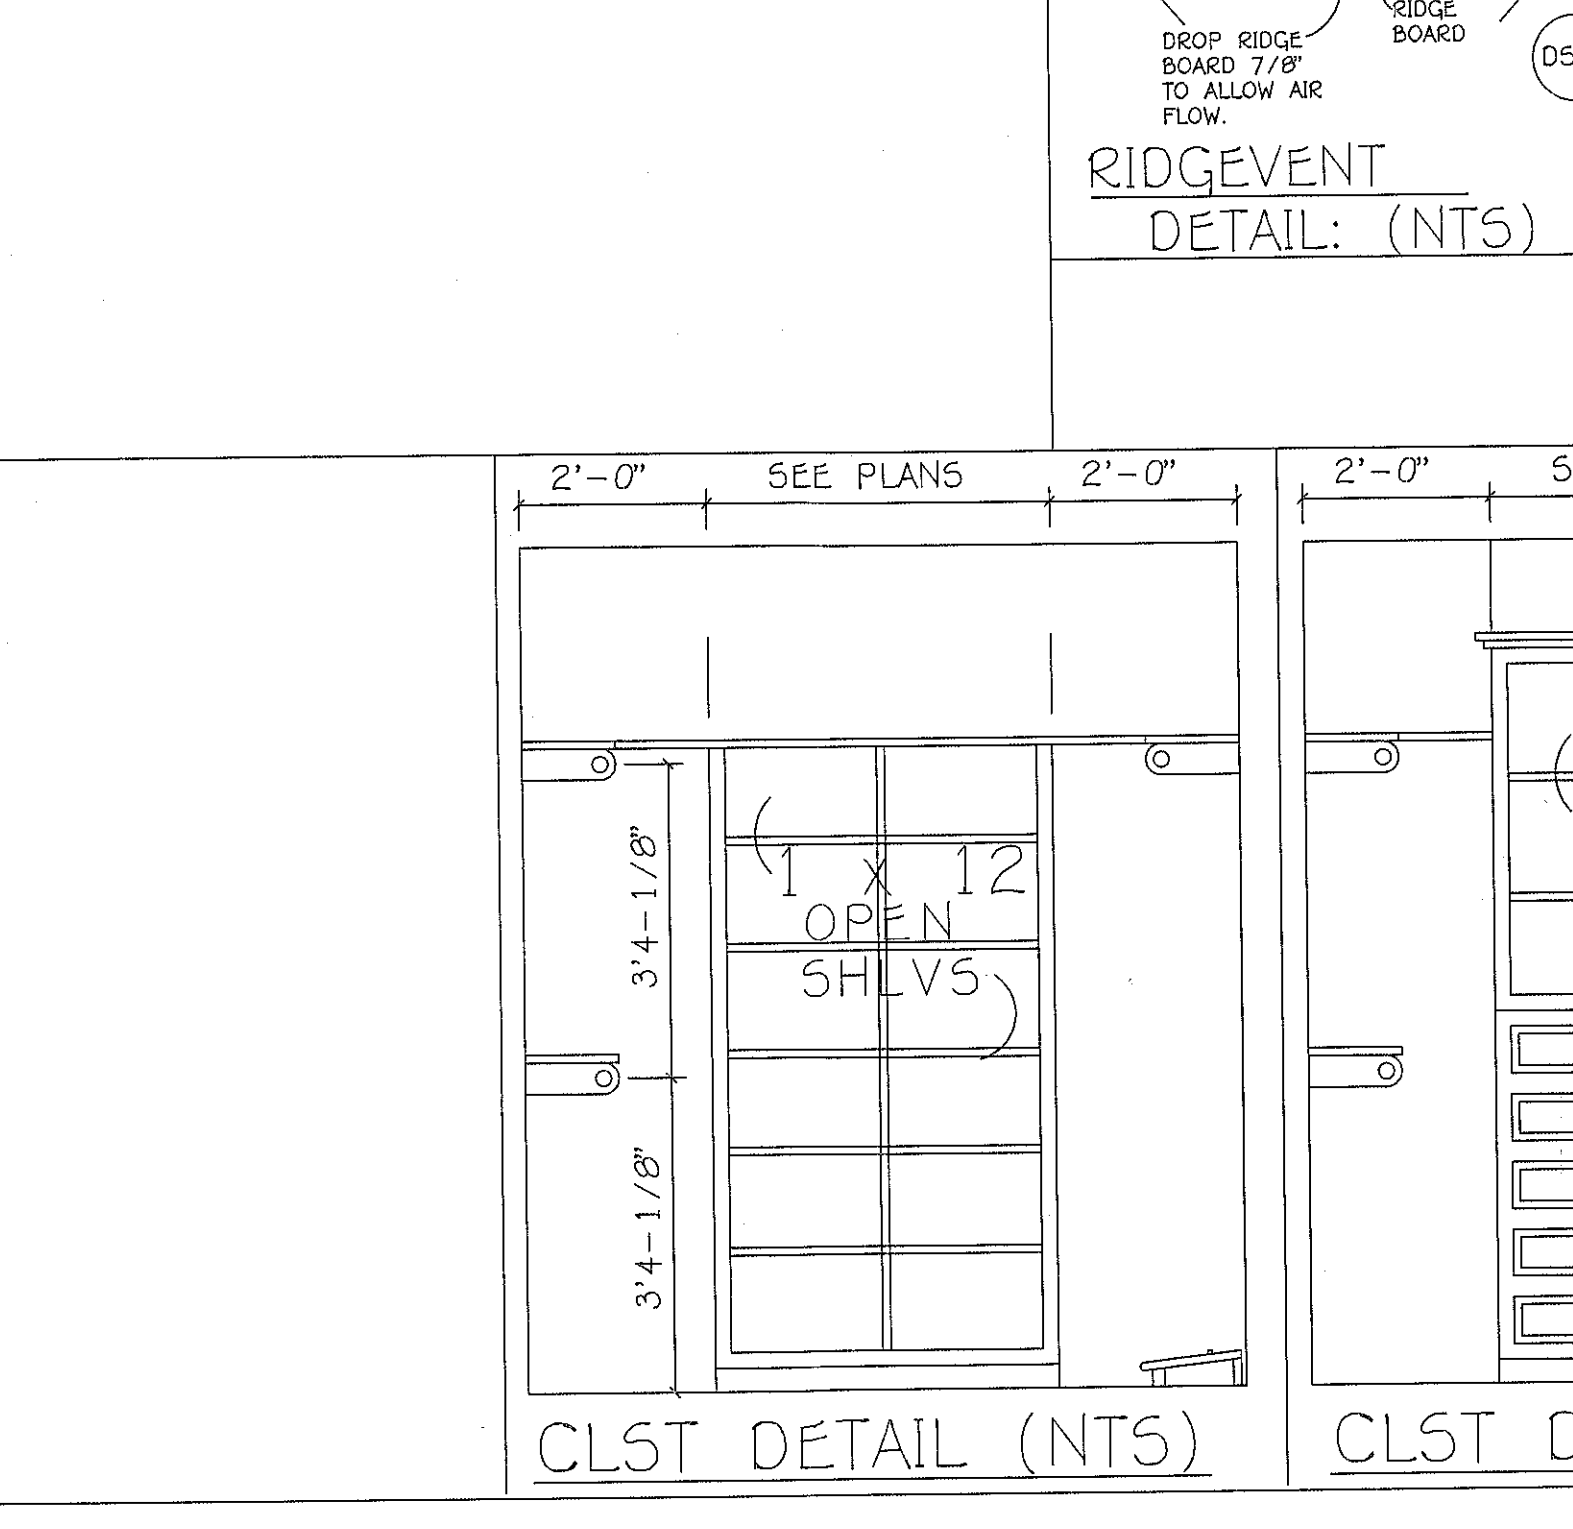 DROP RIDGE
BOARD 7/8"
TO ALLOW AIR
FLOW.
RIDGE
BOARD
RIDGEVENT
DETAIL: (NTS)
2'-0" SEE PLANS 2'-0"
2'-0"
3'4-1/8"
3'4-1/8"
1 X 12
OPEN
SHLVS
CLST DETAIL (NTS)
CLST